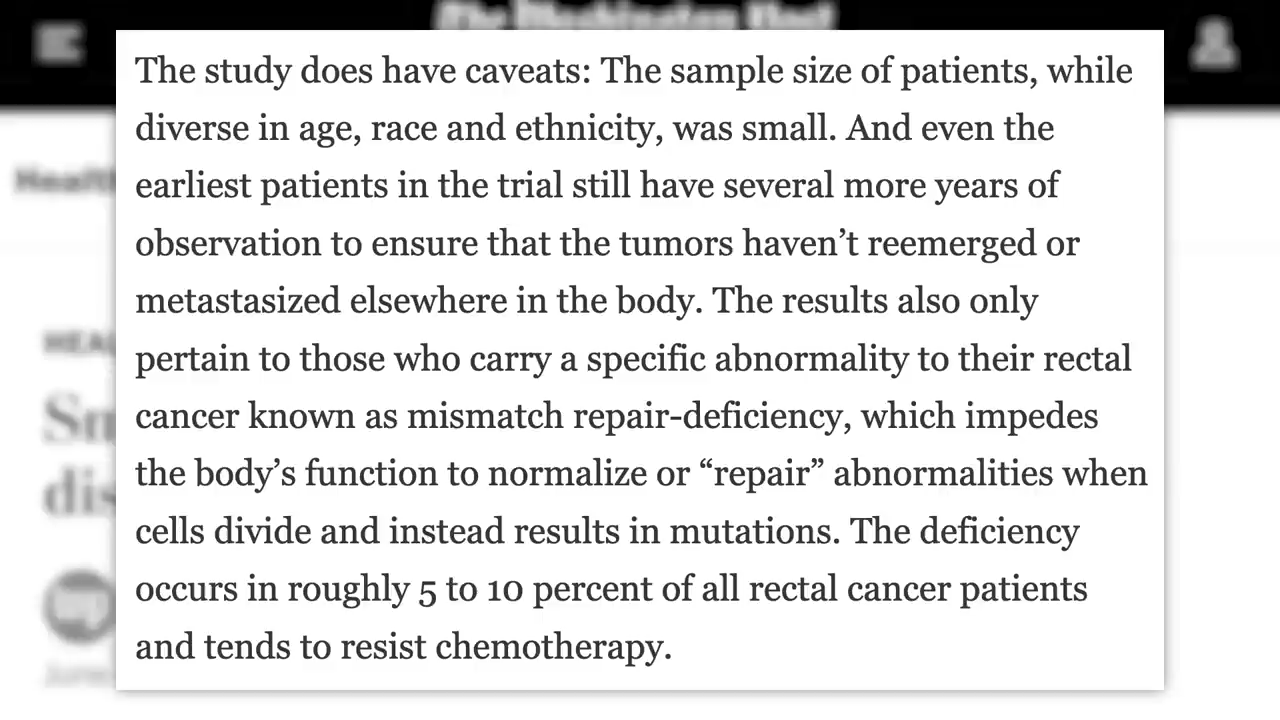 The Washington Post
The study does have caveats: The sample size of patients, while
diverse in age, race and ethnicity, was small. And even the
earliest patients in the trial still have several more years of
observation to ensure that the tumors haven’t reemerged or
metastasized elsewhere in the body. The results also only
pertain to those who carry a specific abnormality to their rectal
cancer known as mismatch repair-deficiency, which impedes
the body’s function to normalize or “repair” abnormalities when
cells divide and instead results in mutations. The deficiency
occurs in roughly 5 to 10 percent of all rectal cancer patients
and tends to resist chemotherapy.